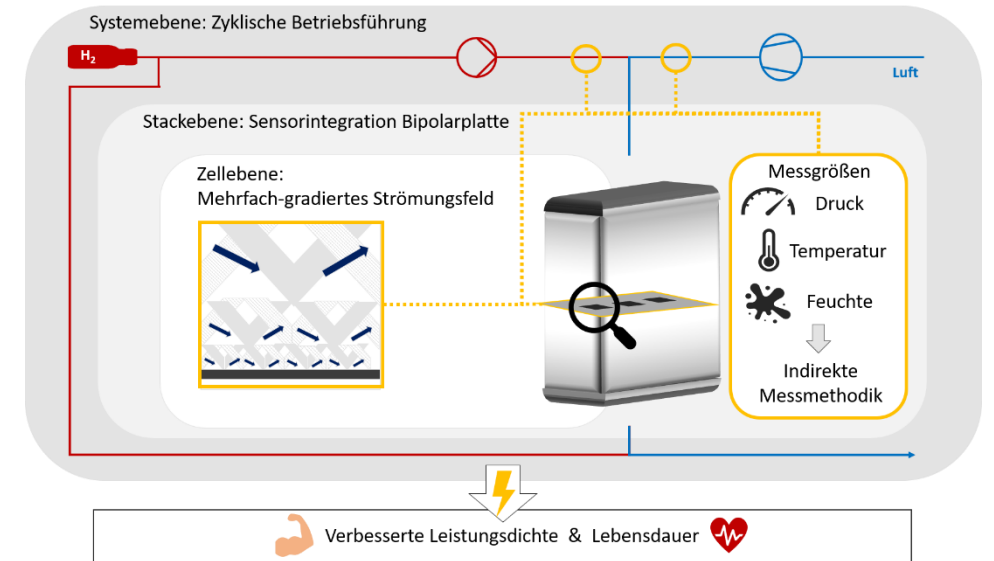 Systemebene: Zyklische Betriebsführung
H2
Luft
Stackebene: Sensorintegration Bipolarplatte
Zellebene:
Mehrfach-gradiertes Strömungsfeld
Messgrößen
Druck
Temperatur
Feuchte
Indirekte
Messmethodik
Verbesserte Leistungsdichte & Lebensdauer